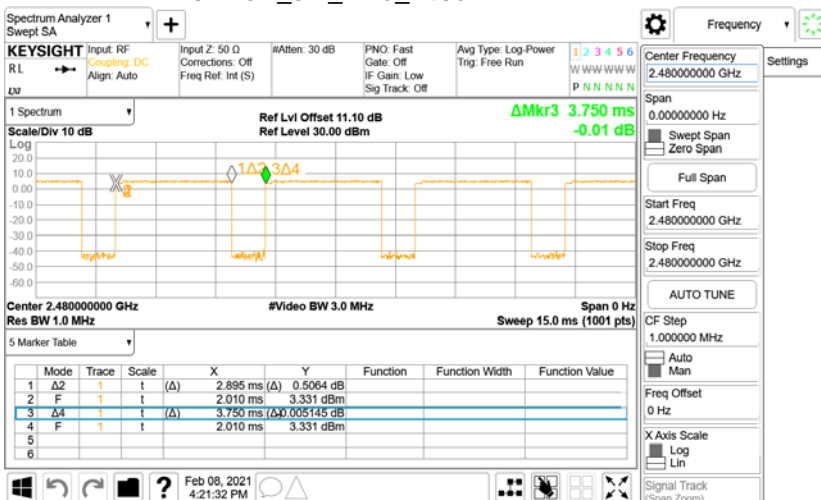 Spectrum Analyzer 1
Swept SA
Frequency
KEYSIGHT
RL
LXI
Input: RF
Coupling: DC
Align: Auto
Input Z: 50 Ω
Corrections: Off
Freq Ref: Int (S)
#Atten: 30 dB
PNO: Fast
Gate: Off
IF Gain: Low
Sig Track: Off
Avg Type: Log-Power
Trig: Free Run
1 2 3 4 5 6
W W W W W W
P N N N N N
1 Spectrum
Scale/Div 10 dB
Ref Lvl Offset 11.10 dB
Ref Level 30.00 dBm
ΔMkr3 3.750 ms
-0.01 dB
Log
20.0
10.0
0.00
-10.0
-20.0
-30.0
-40.0
-50.0
-60.0
1Δ2 3Δ4
Center 2.480000000 GHz
#Video BW 3.0 MHz
Span 0 Hz
Res BW 1.0 MHz
Sweep 15.0 ms (1001 pts)
5 Marker Table
Mode Trace Scale X Y Function Function Width Function Value
1 Δ2 1 t (Δ) 2.895 ms (Δ) 0.5064 dB
2 F 1 t 2.010 ms 3.331 dBm
3 Δ4 1 t (Δ) 3.750 ms (Δ) -0.005145 dB
4 F 1 t 2.010 ms 3.331 dBm
5
6
Feb 08, 2021
4:21:32 PM
Center Frequency
2.480000000 GHz
Span
0.00000000 Hz
Swept Span
Zero Span
Full Span
Start Freq
2.480000000 GHz
Stop Freq
2.480000000 GHz
AUTO TUNE
CF Step
1.000000 MHz
Auto
Man
Freq Offset
0 Hz
X Axis Scale
Log
Lin
Signal Track
(Span Zoom)
Settings